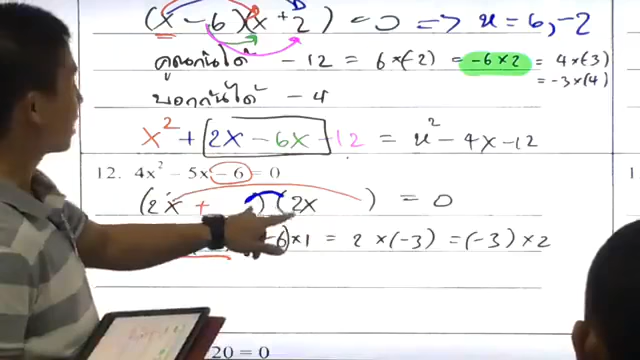 (x - 6)(x + 2) = 0 ⇒ x = 6, -2
คูณกันได้ -12 = 6×(-2) = -6×2 = 4×(-3)
= -3×(4)
บวกกันได้ -4
x² + 2x - 6x - 12 = x² - 4x - 12
12. 4x² - 5x - 6 = 0
(2x + ) (2x ) = 0
-6)×1 = 2×(-3) = (-3)×2
20 = 0